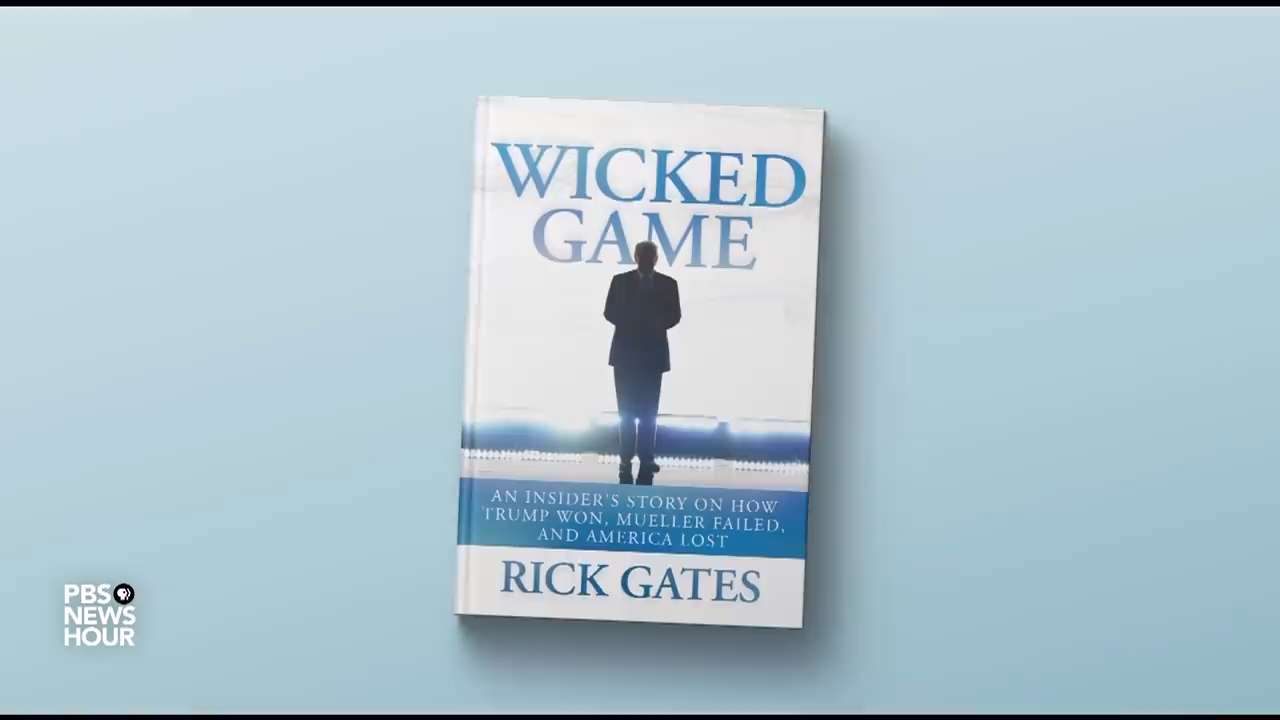 WICKED
GAME
AN INSIDER'S STORY ON HOW
TRUMP WON, MUELLER FAILED,
AND AMERICA LOST
RICK GATES
PBS
NEWS
HOUR